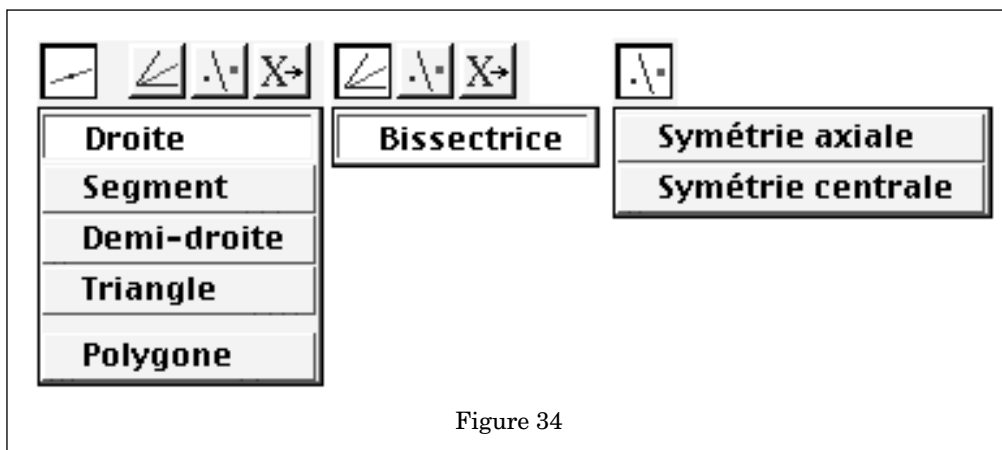 X→ X→
Droite
Segment
Demi-droite
Triangle
Polygone
Bissectrice
Symétrie axiale
Symétrie centrale
Figure 34